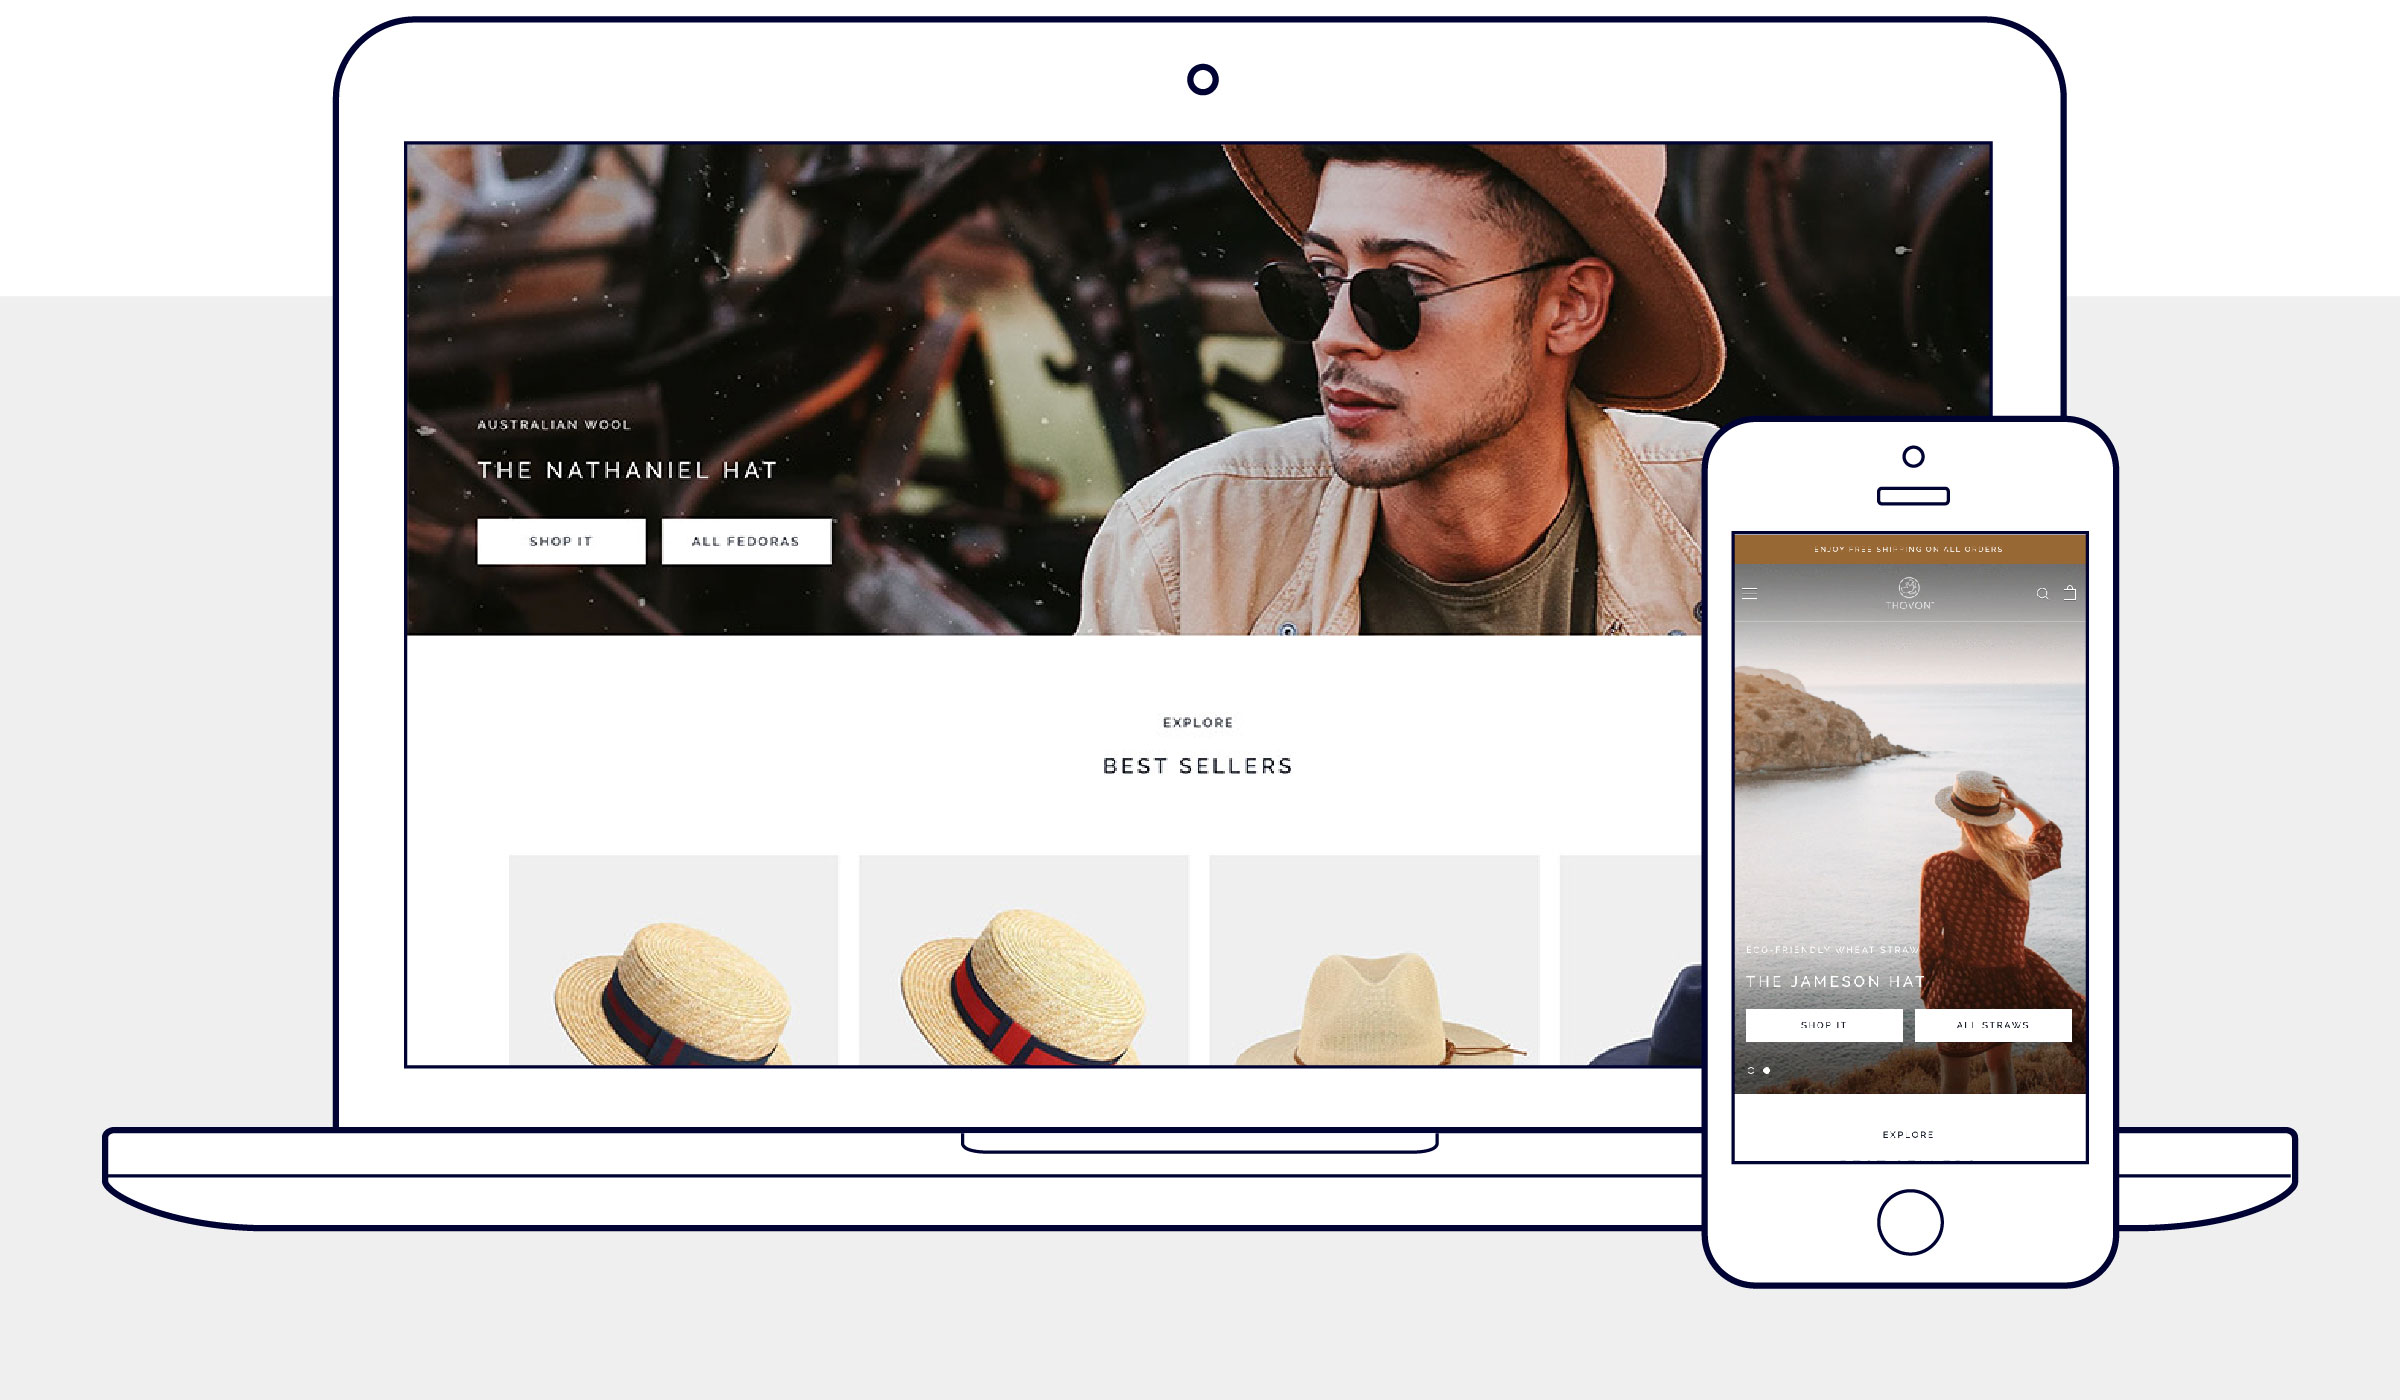 AUSTRALIAN WOOL
THE NATHANIEL HAT
SHOP IT
ALL FEDORAS
EXPLORE
BEST SELLERS
ENJOY FREE SHIPPING ON ALL ORDERS
THOVONT
ECO-FRIENDLY WHEAT STRAW
THE JAMESON HAT
SHOP IT
ALL STRAWS
EXPLORE